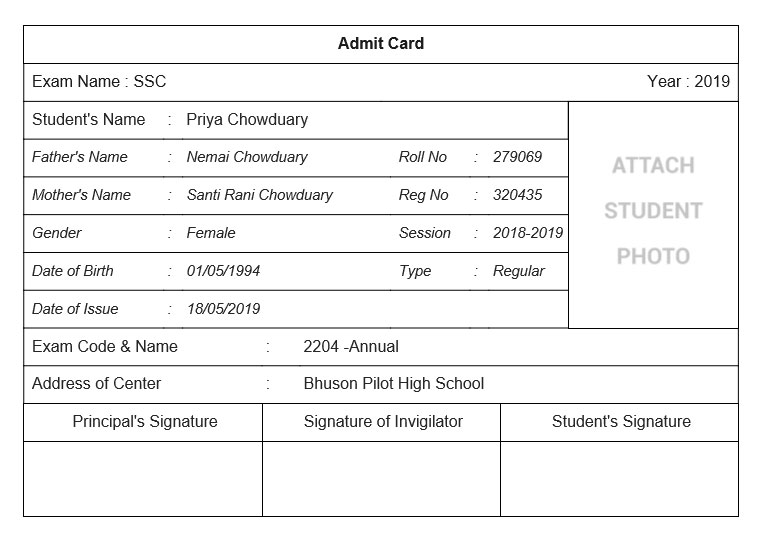 Admit Card
Exam Name : SSC Year : 2019
Student's Name : Priya Chowduary
Father's Name : Nemai Chowduary Roll No : 279069
Mother's Name : Santi Rani Chowduary Reg No : 320435
Gender : Female Session : 2018-2019
Date of Birth : 01/05/1994 Type : Regular
Date of Issue : 18/05/2019
ATTACH
STUDENT
PHOTO
Exam Code & Name : 2204 -Annual
Address of Center : Bhuson Pilot High School
Principal's Signature Signature of Invigilator Student's Signature